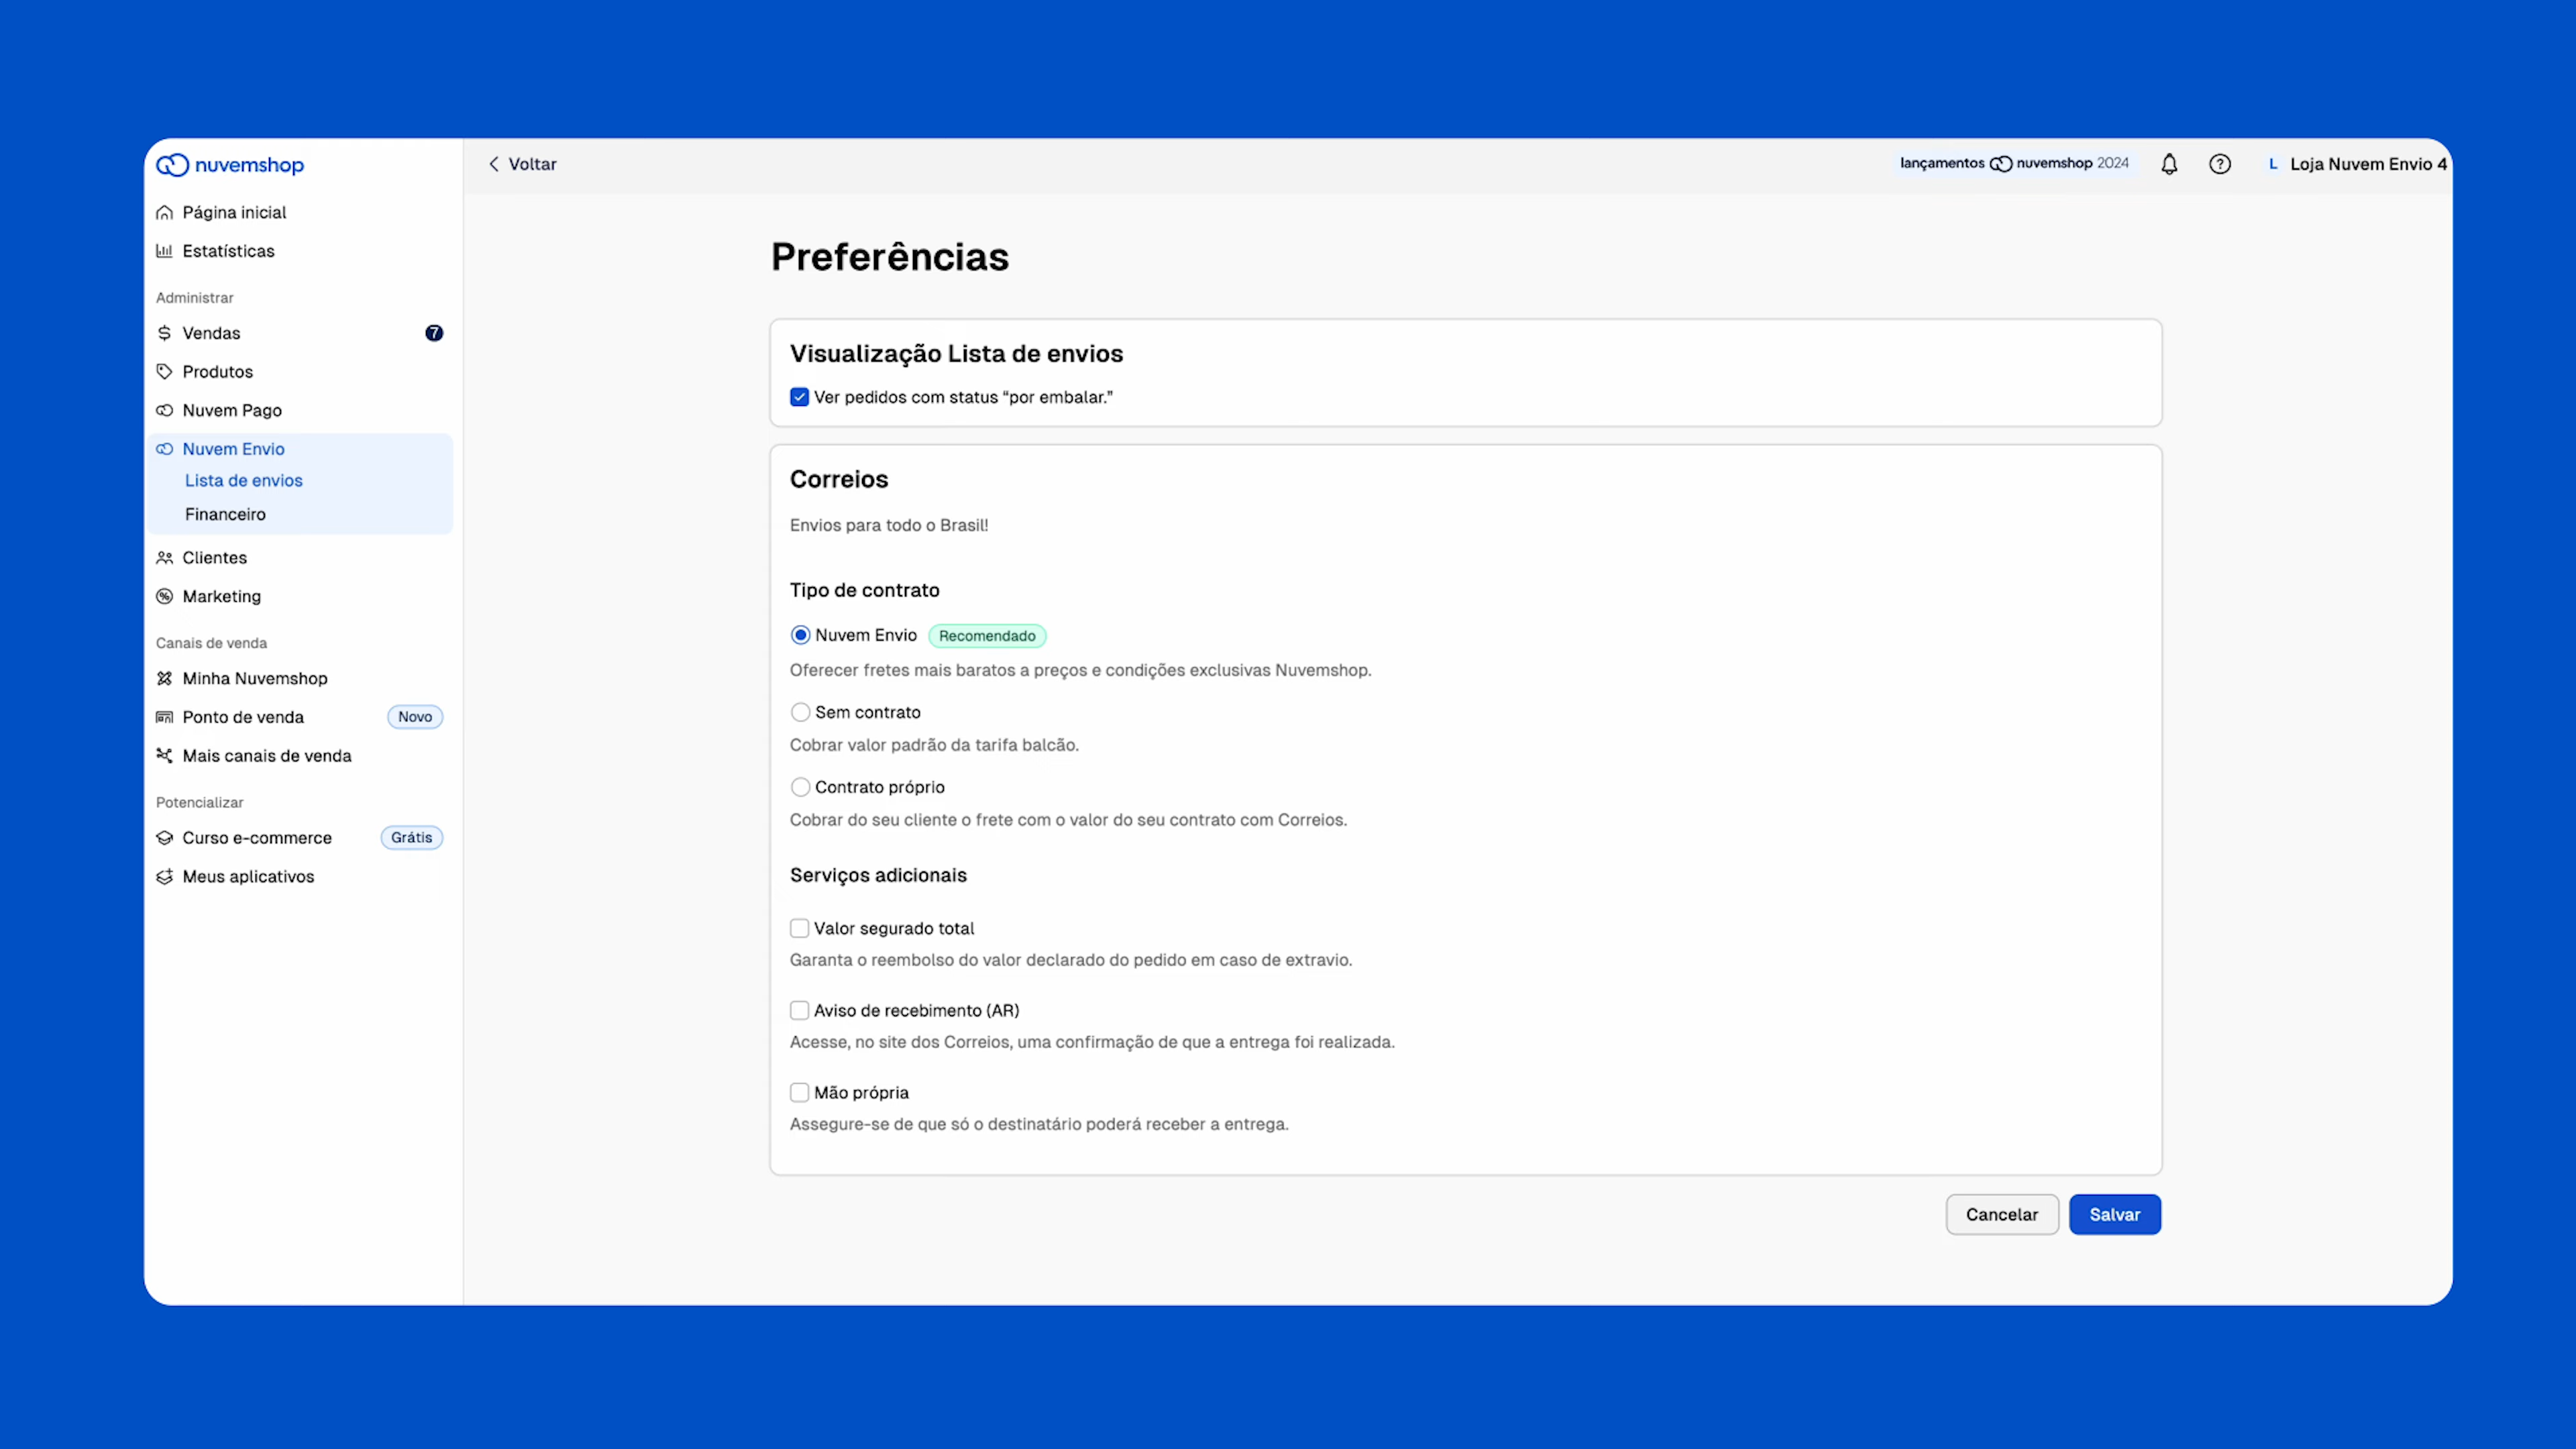 nuvemshop
Voltar
lançamentos nuvemshop 2024
L Loja Nuvem Envio 4
Página inicial
Estatísticas
Administrar
Vendas 7
Produtos
Nuvem Pago
Nuvem Envio
Lista de envios
Financeiro
Clientes
Marketing
Canais de venda
Minha Nuvemshop
Ponto de venda Novo
Mais canais de venda
Potencializar
Curso e-commerce Grátis
Meus aplicativos
Preferências
Visualização Lista de envios
Ver pedidos com status “por embalar.”
Correios
Envios para todo o Brasil!
Tipo de contrato
Nuvem Envio Recomendado
Oferecer fretes mais baratos a preços e condições exclusivas Nuvemshop.
Sem contrato
Cobrar valor padrão da tarifa balcão.
Contrato próprio
Cobrar do seu cliente o frete com o valor do seu contrato com Correios.
Serviços adicionais
Valor segurado total
Garanta o reembolso do valor declarado do pedido em caso de extravio.
Aviso de recebimento (AR)
Acesse, no site dos Correios, uma confirmação de que a entrega foi realizada.
Mão própria
Assegure-se de que só o destinatário poderá receber a entrega.
Cancelar
Salvar